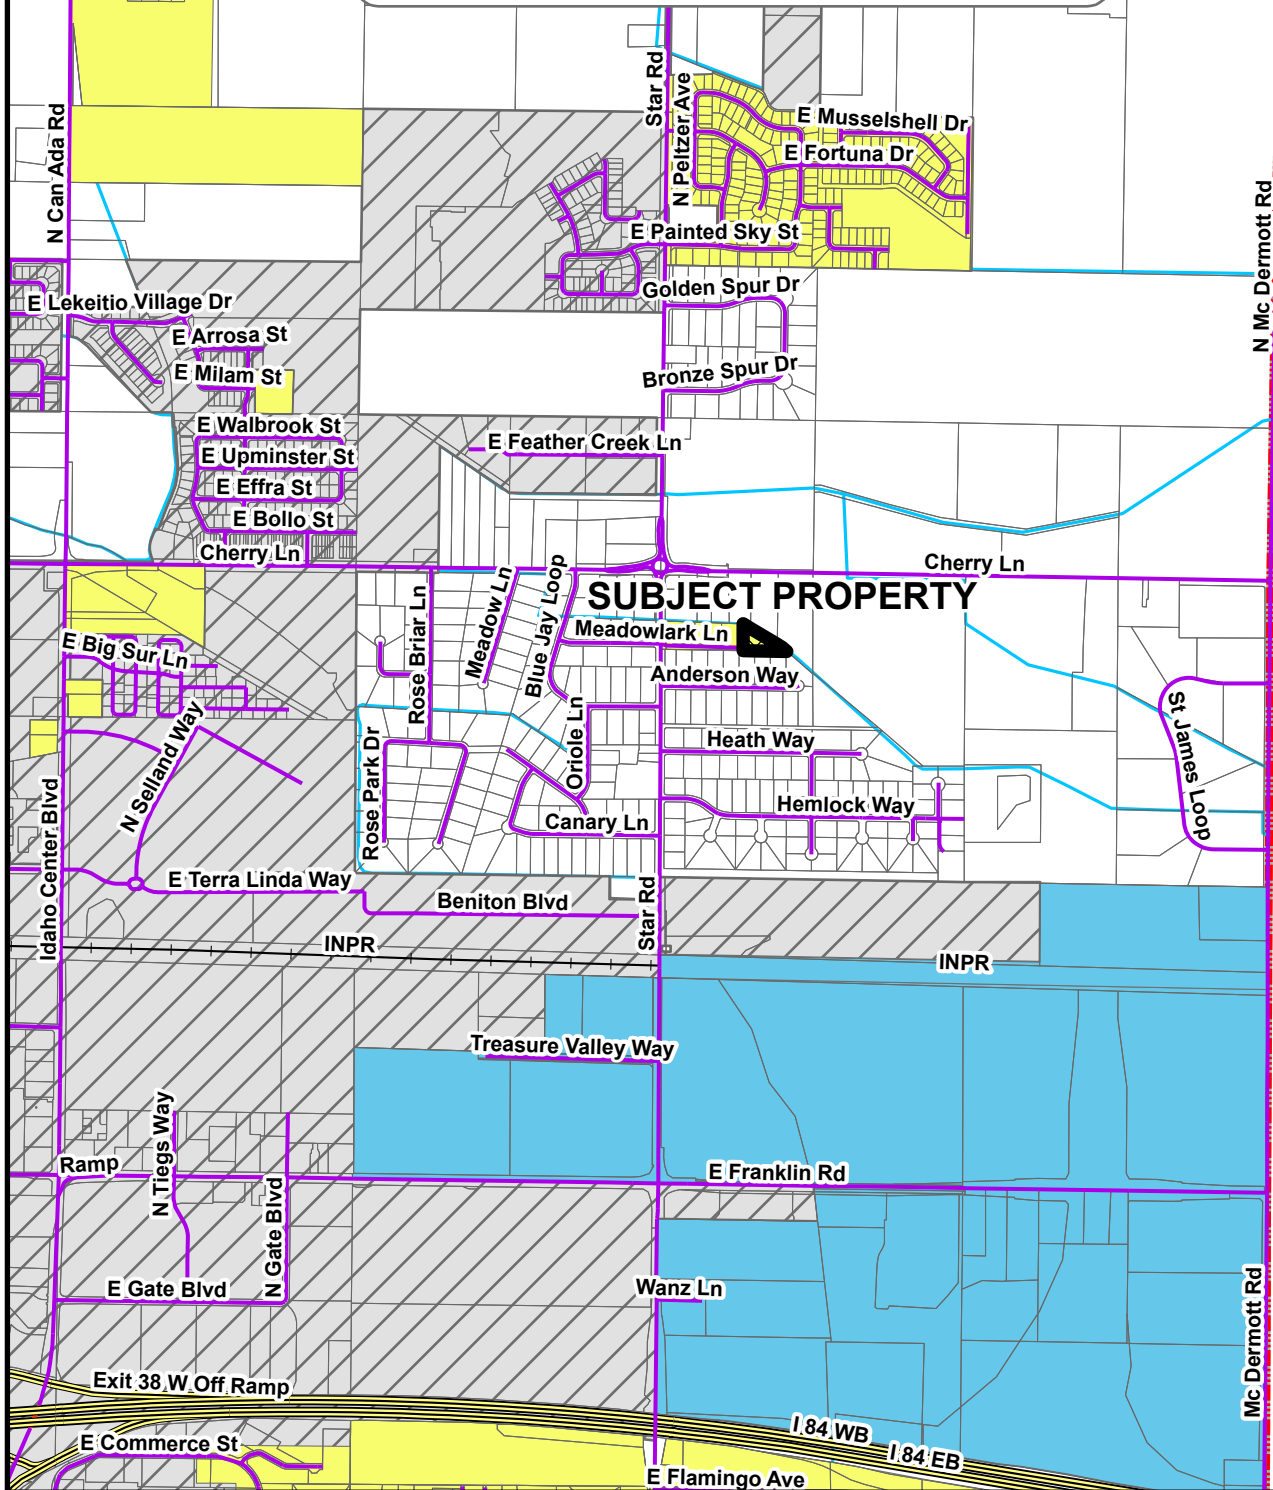 N Can Ada Rd
Star Rd
N Peltzer Ave
E Musselshell Dr
E Fortuna Dr
N Mc Dermott Rd
E Painted Sky St
Golden Spur Dr
E Lekeitio Village Dr
E Arrosa St
E Milam St
Bronze Spur Dr
E Walbrook St
E Feather Creek Ln
E Upminster St
E Effra St
E Bollo St
Cherry Ln
Cherry Ln
SUBJECT PROPERTY
Meadow Ln
Blue Jay Loop
Rose Briar Ln
Meadowlark Ln
E Big Sur Ln
Anderson Way
St James Loop
N Selland Way
Oriole Ln
Rose Park Dr
Heath Way
Idaho Center Blvd
Hemlock Way
Canary Ln
E Terra Linda Way
Beniton Blvd
Star Rd
INPR
INPR
Treasure Valley Way
N Tiegs Way
Ramp
E Franklin Rd
N Gate Blvd
E Gate Blvd
Wanz Ln
Mc Dermott Rd
Exit 38 W Off Ramp
I 84 WB
E Commerce St
I 84 EB
E Flamingo Ave